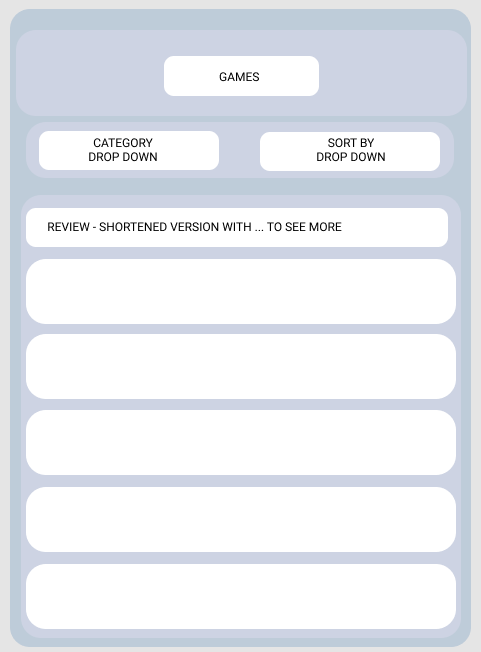 GAMES
CATEGORY
DROP DOWN
SORT BY
DROP DOWN
REVIEW - SHORTENED VERSION WITH ... TO SEE MORE